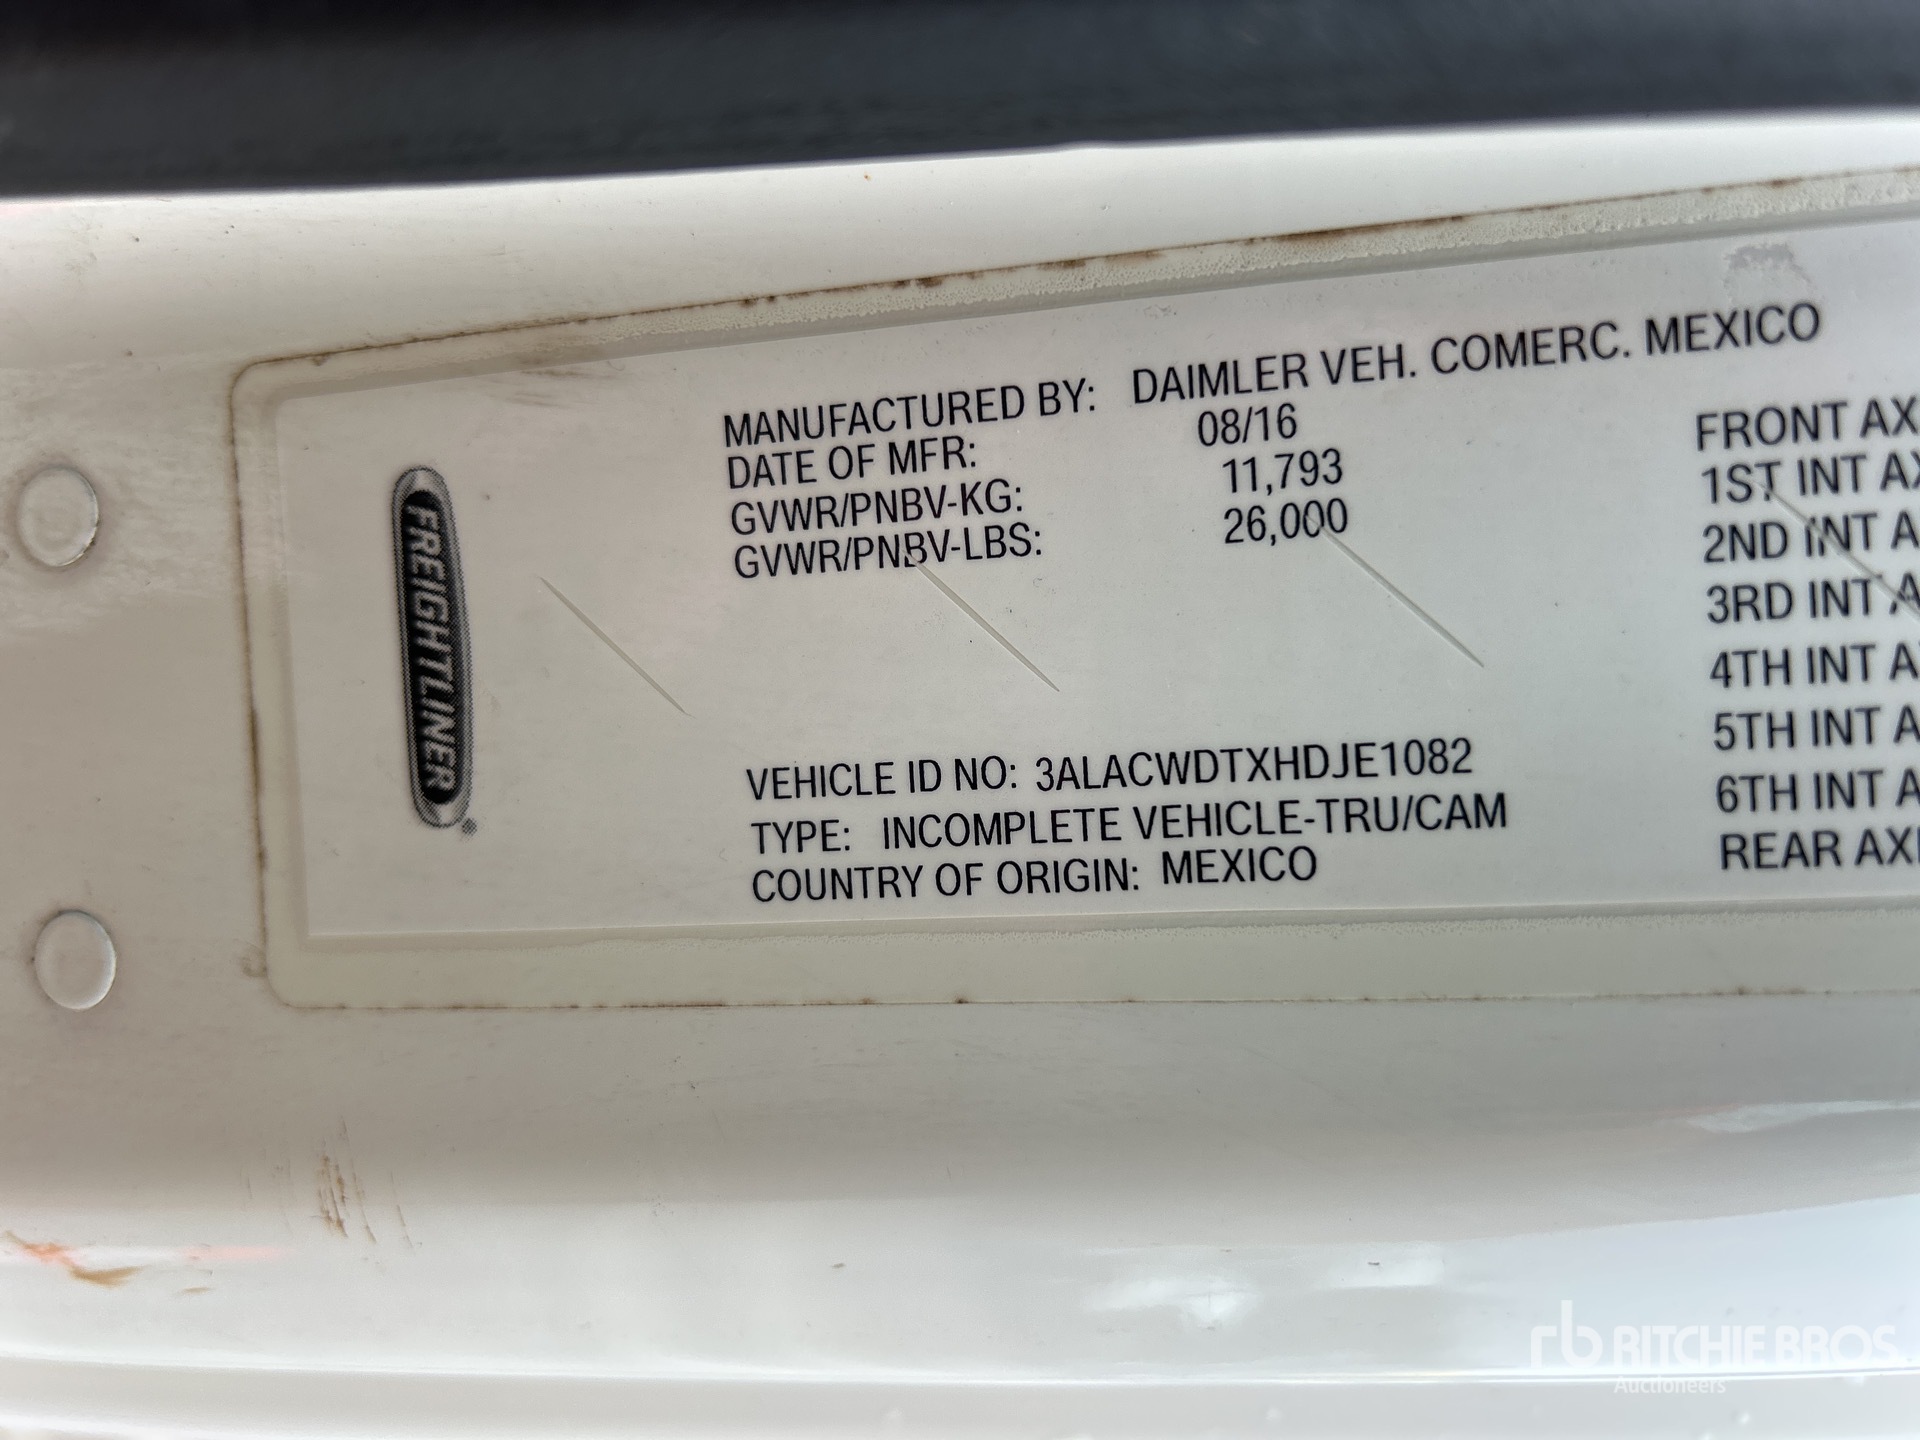 FREIGHTLINER®
MANUFACTURED BY: DAIMLER VEH. COMERC. MEXICO
DATE OF MFR: 08/16
GVWR/PNBV-KG: 11,793
GVWR/PNBV-LBS: 26,000
VEHICLE ID NO: 3ALACWDTXHDJE1082
TYPE: INCOMPLETE VEHICLE-TRU/CAM
COUNTRY OF ORIGIN: MEXICO
FRONT AX
1ST INT AX
2ND INT A
3RD INT A
4TH INT A
5TH INT A
6TH INT A
REAR AXI
rb RITCHIE BROS.
Auctioneers